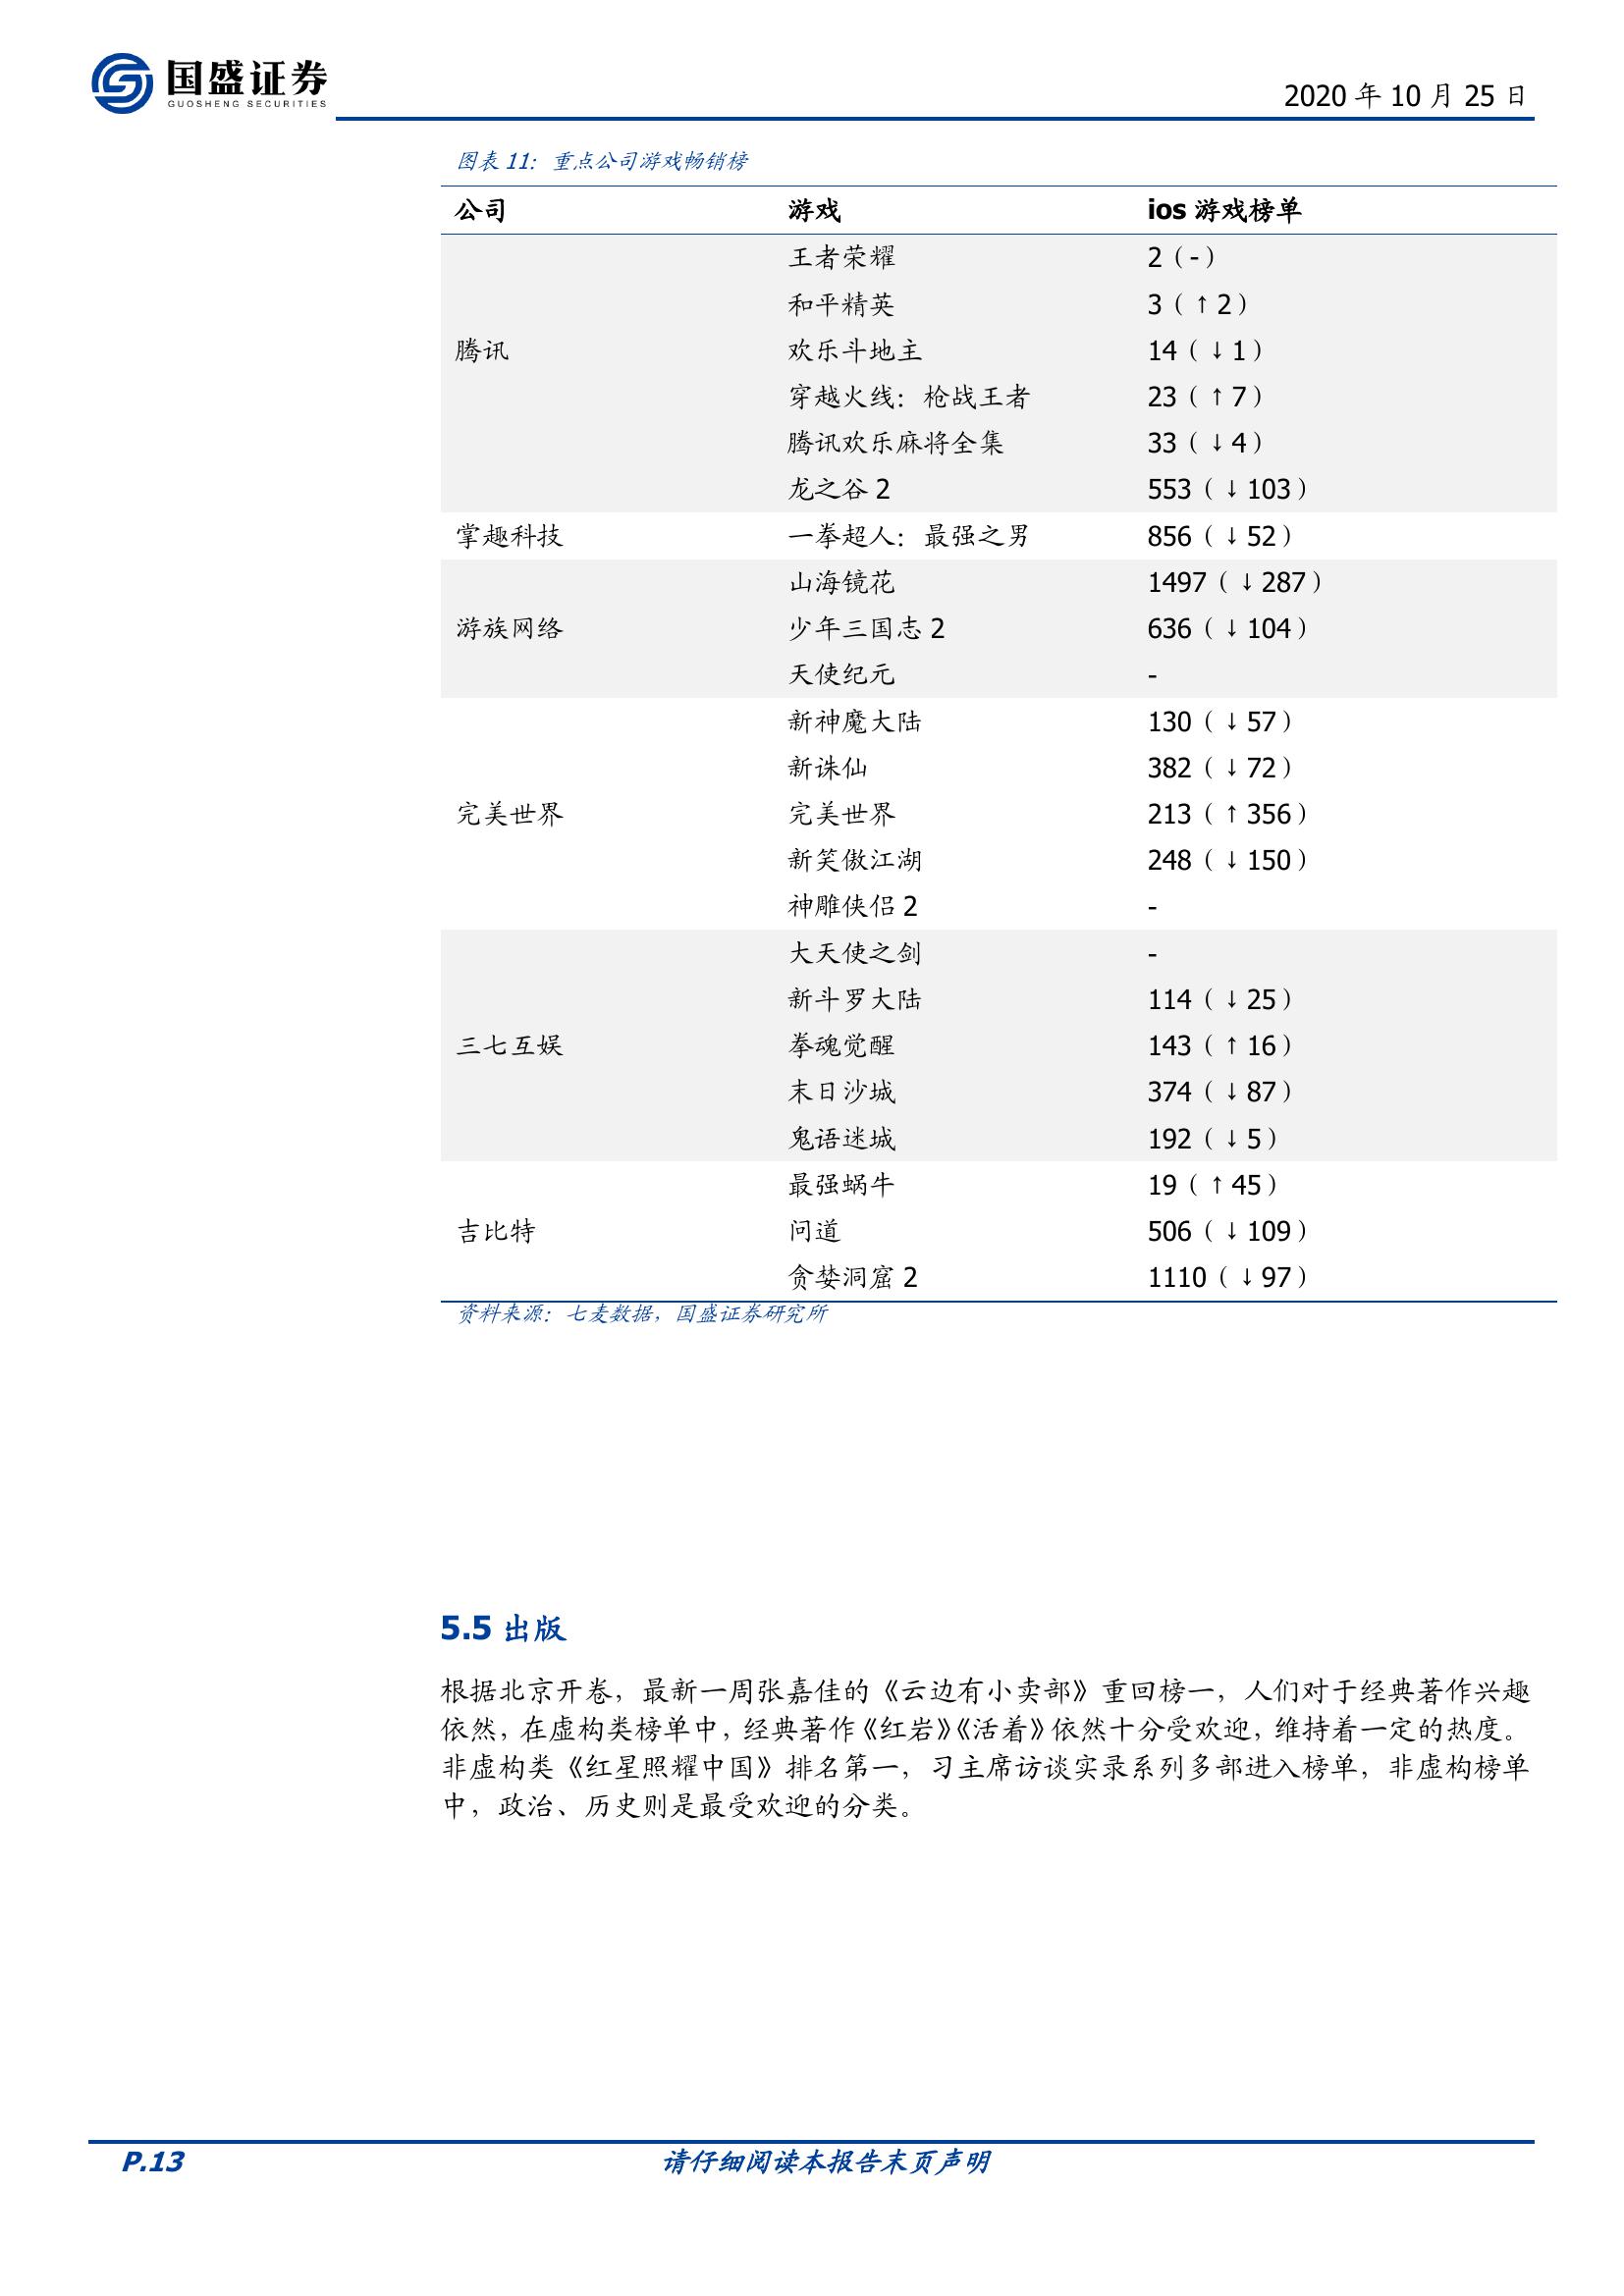 国盛证券
GUOSHENG SECURITIES
2020 年 10 月 25 日
图表 11：重点公司游戏畅销榜
公司 游戏 ios 游戏榜单
王者荣耀 2（-）
和平精英 3（↑2）
腾讯 欢乐斗地主 14（↓1）
穿越火线：枪战王者 23（↑7）
腾讯欢乐麻将全集 33（↓4）
龙之谷 2 553（↓103）
掌趣科技 一拳超人：最强之男 856（↓52）
山海镜花 1497（↓287）
游族网络 少年三国志 2 636（↓104）
天使纪元 -
新神魔大陆 130（↓57）
新诛仙 382（↓72）
完美世界 完美世界 213（↑356）
新笑傲江湖 248（↓150）
神雕侠侣 2 -
大天使之剑 -
新斗罗大陆 114（↓25）
三七互娱 拳魂觉醒 143（↑16）
末日沙城 374（↓87）
鬼语迷城 192（↓5）
最强蜗牛 19（↑45）
吉比特 问道 506（↓109）
贪婪洞窟 2 1110（↓97）
资料来源：七麦数据，国盛证券研究所
5.5 出版
根据北京开卷，最新一周张嘉佳的《云边有小卖部》重回榜一，人们对于经典著作兴趣
依然，在虚构类榜单中，经典著作《红岩》《活着》依然十分受欢迎，维持着一定的热度。
非虚构类《红星照耀中国》排名第一，习主席访谈实录系列多部进入榜单，非虚构榜单
中，政治、历史则是最受欢迎的分类。
P.13 请仔细阅读本报告末页声明